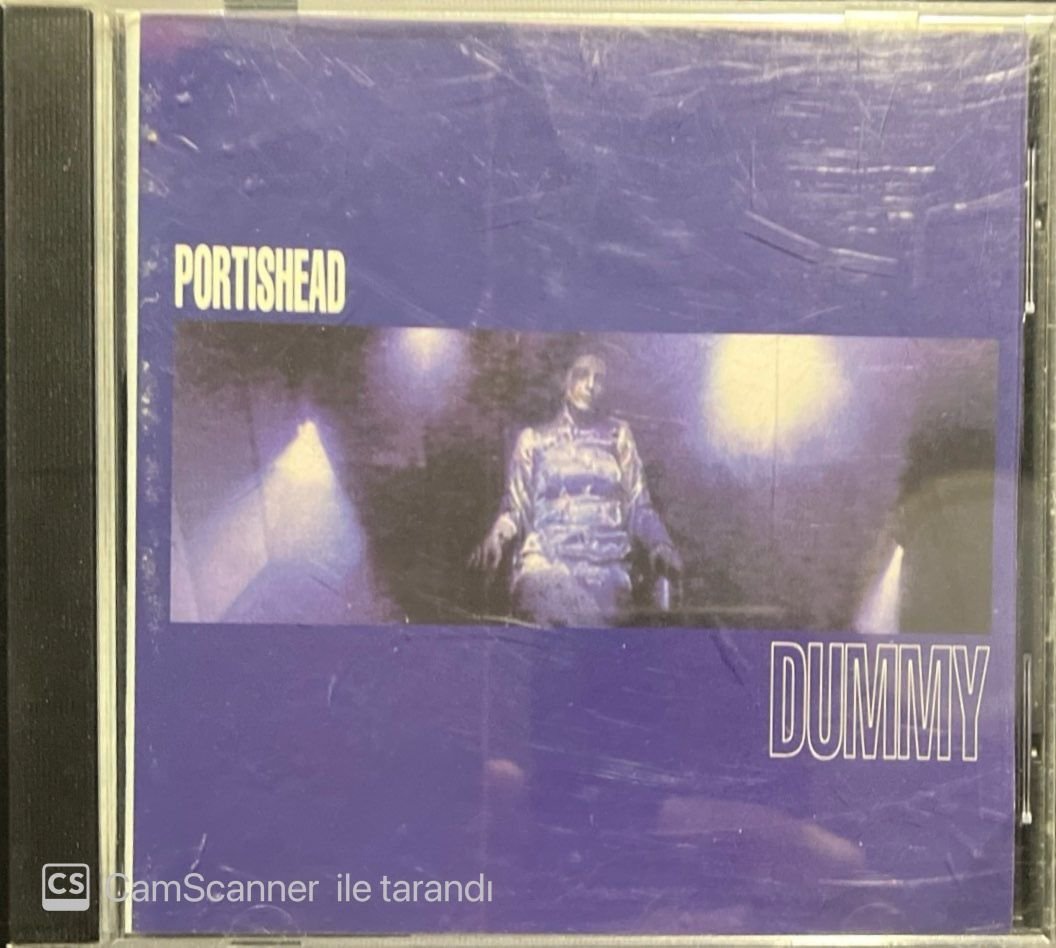 PORTISHEAD
DUMMY
CS CamScanner ile tarandı